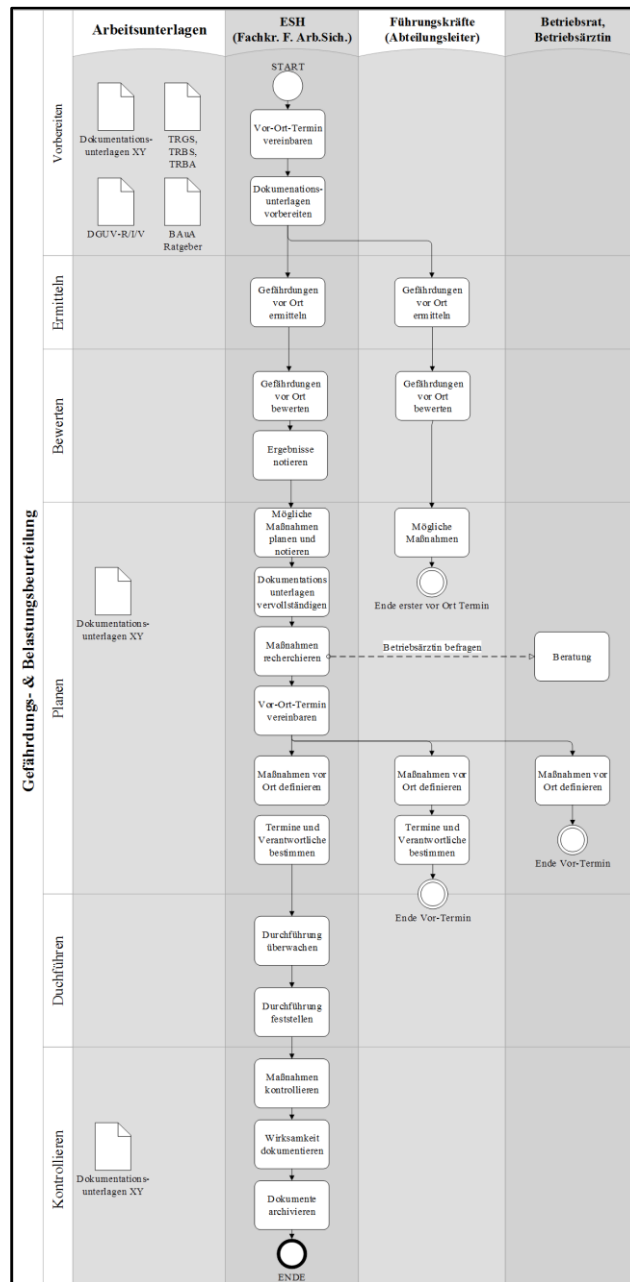 Gefährdungs- & Belastungsbeurteilung
Arbeitsunterlagen
ESH
(Fachkr. F. Arb.Sich.)
Führungskräfte
(Abteilungsleiter)
Betriebsrat,
Betriebsärztin
Vorbereiten
START
Dokumentations-
unterlagen XY
TRGS,
TRBS,
TRBA
DGUV-R/I/V
BAuA
Ratgeber
Vor-Ort-Termin
vereinbaren
Dokumenations-
unterlagen
vorbereiten
Ermitteln
Gefährdungen
vor Ort
ermitteln
Gefährdungen
vor Ort
ermitteln
Bewerten
Gefährdungen
vor Ort
bewerten
Gefährdungen
vor Ort
bewerten
Ergebnisse
notieren
Planen
Mögliche
Maßnahmen
planen und
notieren
Mögliche
Maßnahmen
Dokumentations-
unterlagen XY
Dokumentations
unterlagen
vervollständigen
Ende erster vor Ort Termin
Maßnahmen
recherchieren
Betriebsärztin befragen
Beratung
Vor-Ort-Termin
vereinbaren
Maßnahmen vor
Ort definieren
Maßnahmen vor
Ort definieren
Maßnahmen vor
Ort definieren
Termine und
Verantwortliche
bestimmen
Termine und
Verantwortliche
bestimmen
Ende Vor-Termin
Ende Vor-Termin
Duchführen
Durchführung
überwachen
Durchführung
feststellen
Kontrollieren
Maßnahmen
kontrollieren
Dokumentations-
unterlagen XY
Wirksamkeit
dokumentieren
Dokumente
archivieren
ENDE